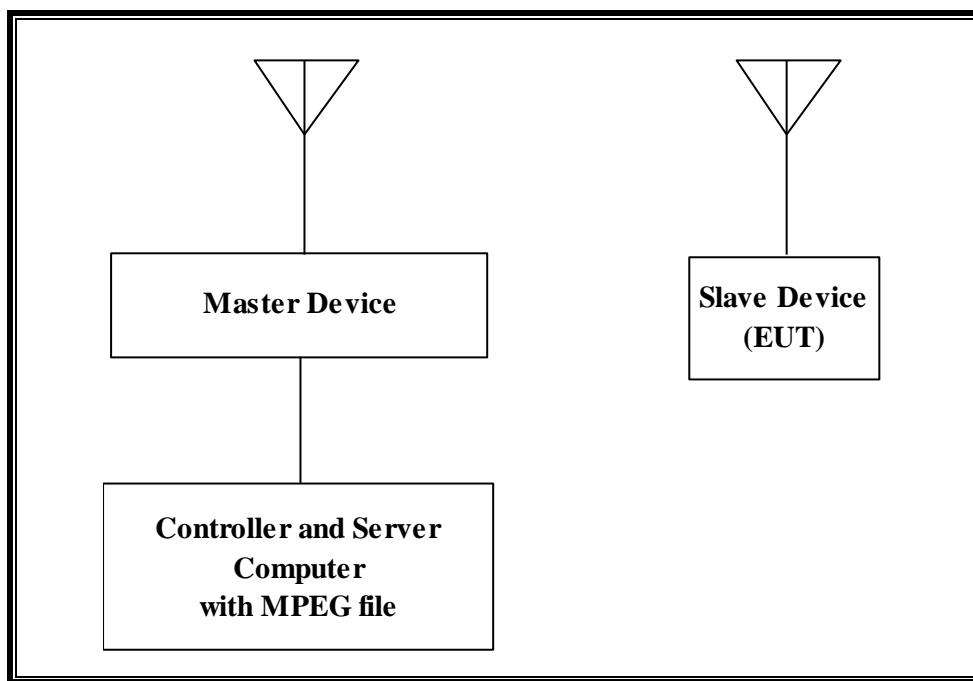 Master Device
Slave Device
(EUT)
Controller and Server
Computer
with MPEG file